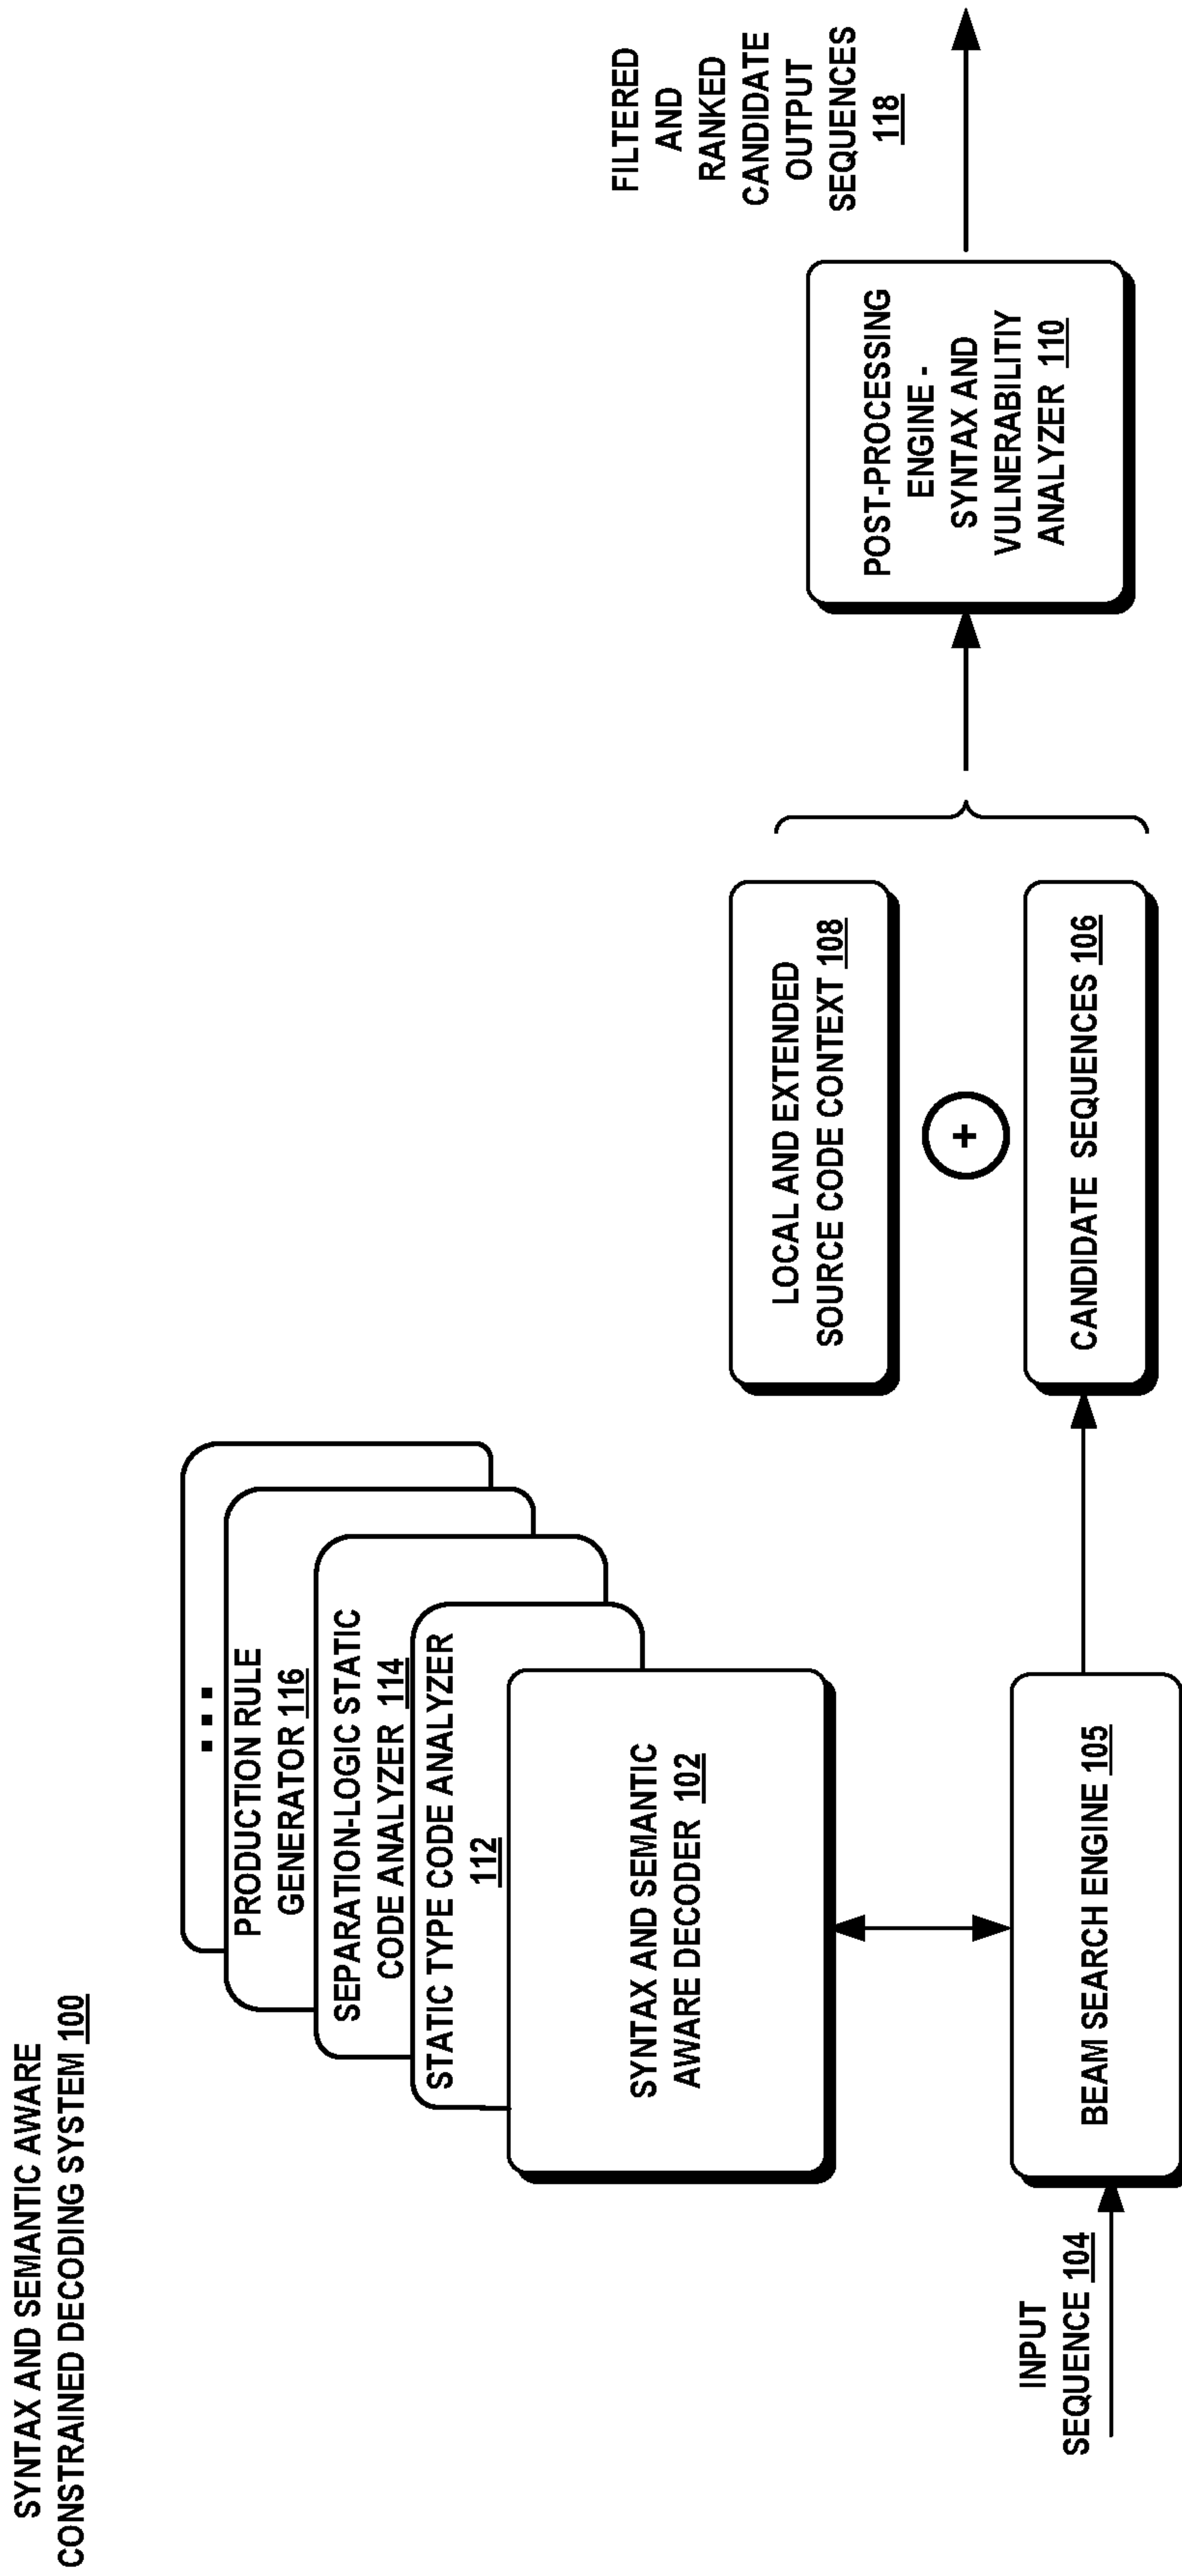 SYNTAX AND SEMANTIC AWARE
CONSTRAINED DECODING SYSTEM 100
...
PRODUCTION RULE
GENERATOR 116
SEPARATION-LOGIC STATIC
CODE ANALYZER 114
STATIC TYPE CODE ANALYZER
112
SYNTAX AND SEMANTIC
AWARE DECODER 102
INPUT
SEQUENCE 104
BEAM SEARCH ENGINE 105
LOCAL AND EXTENDED
SOURCE CODE CONTEXT 108
+
CANDIDATE SEQUENCES 106
POST-PROCESSING
ENGINE -
SYNTAX AND
VULNERABILITIY
ANALYZER 110
FILTERED
AND
RANKED
CANDIDATE
OUTPUT
SEQUENCES
118